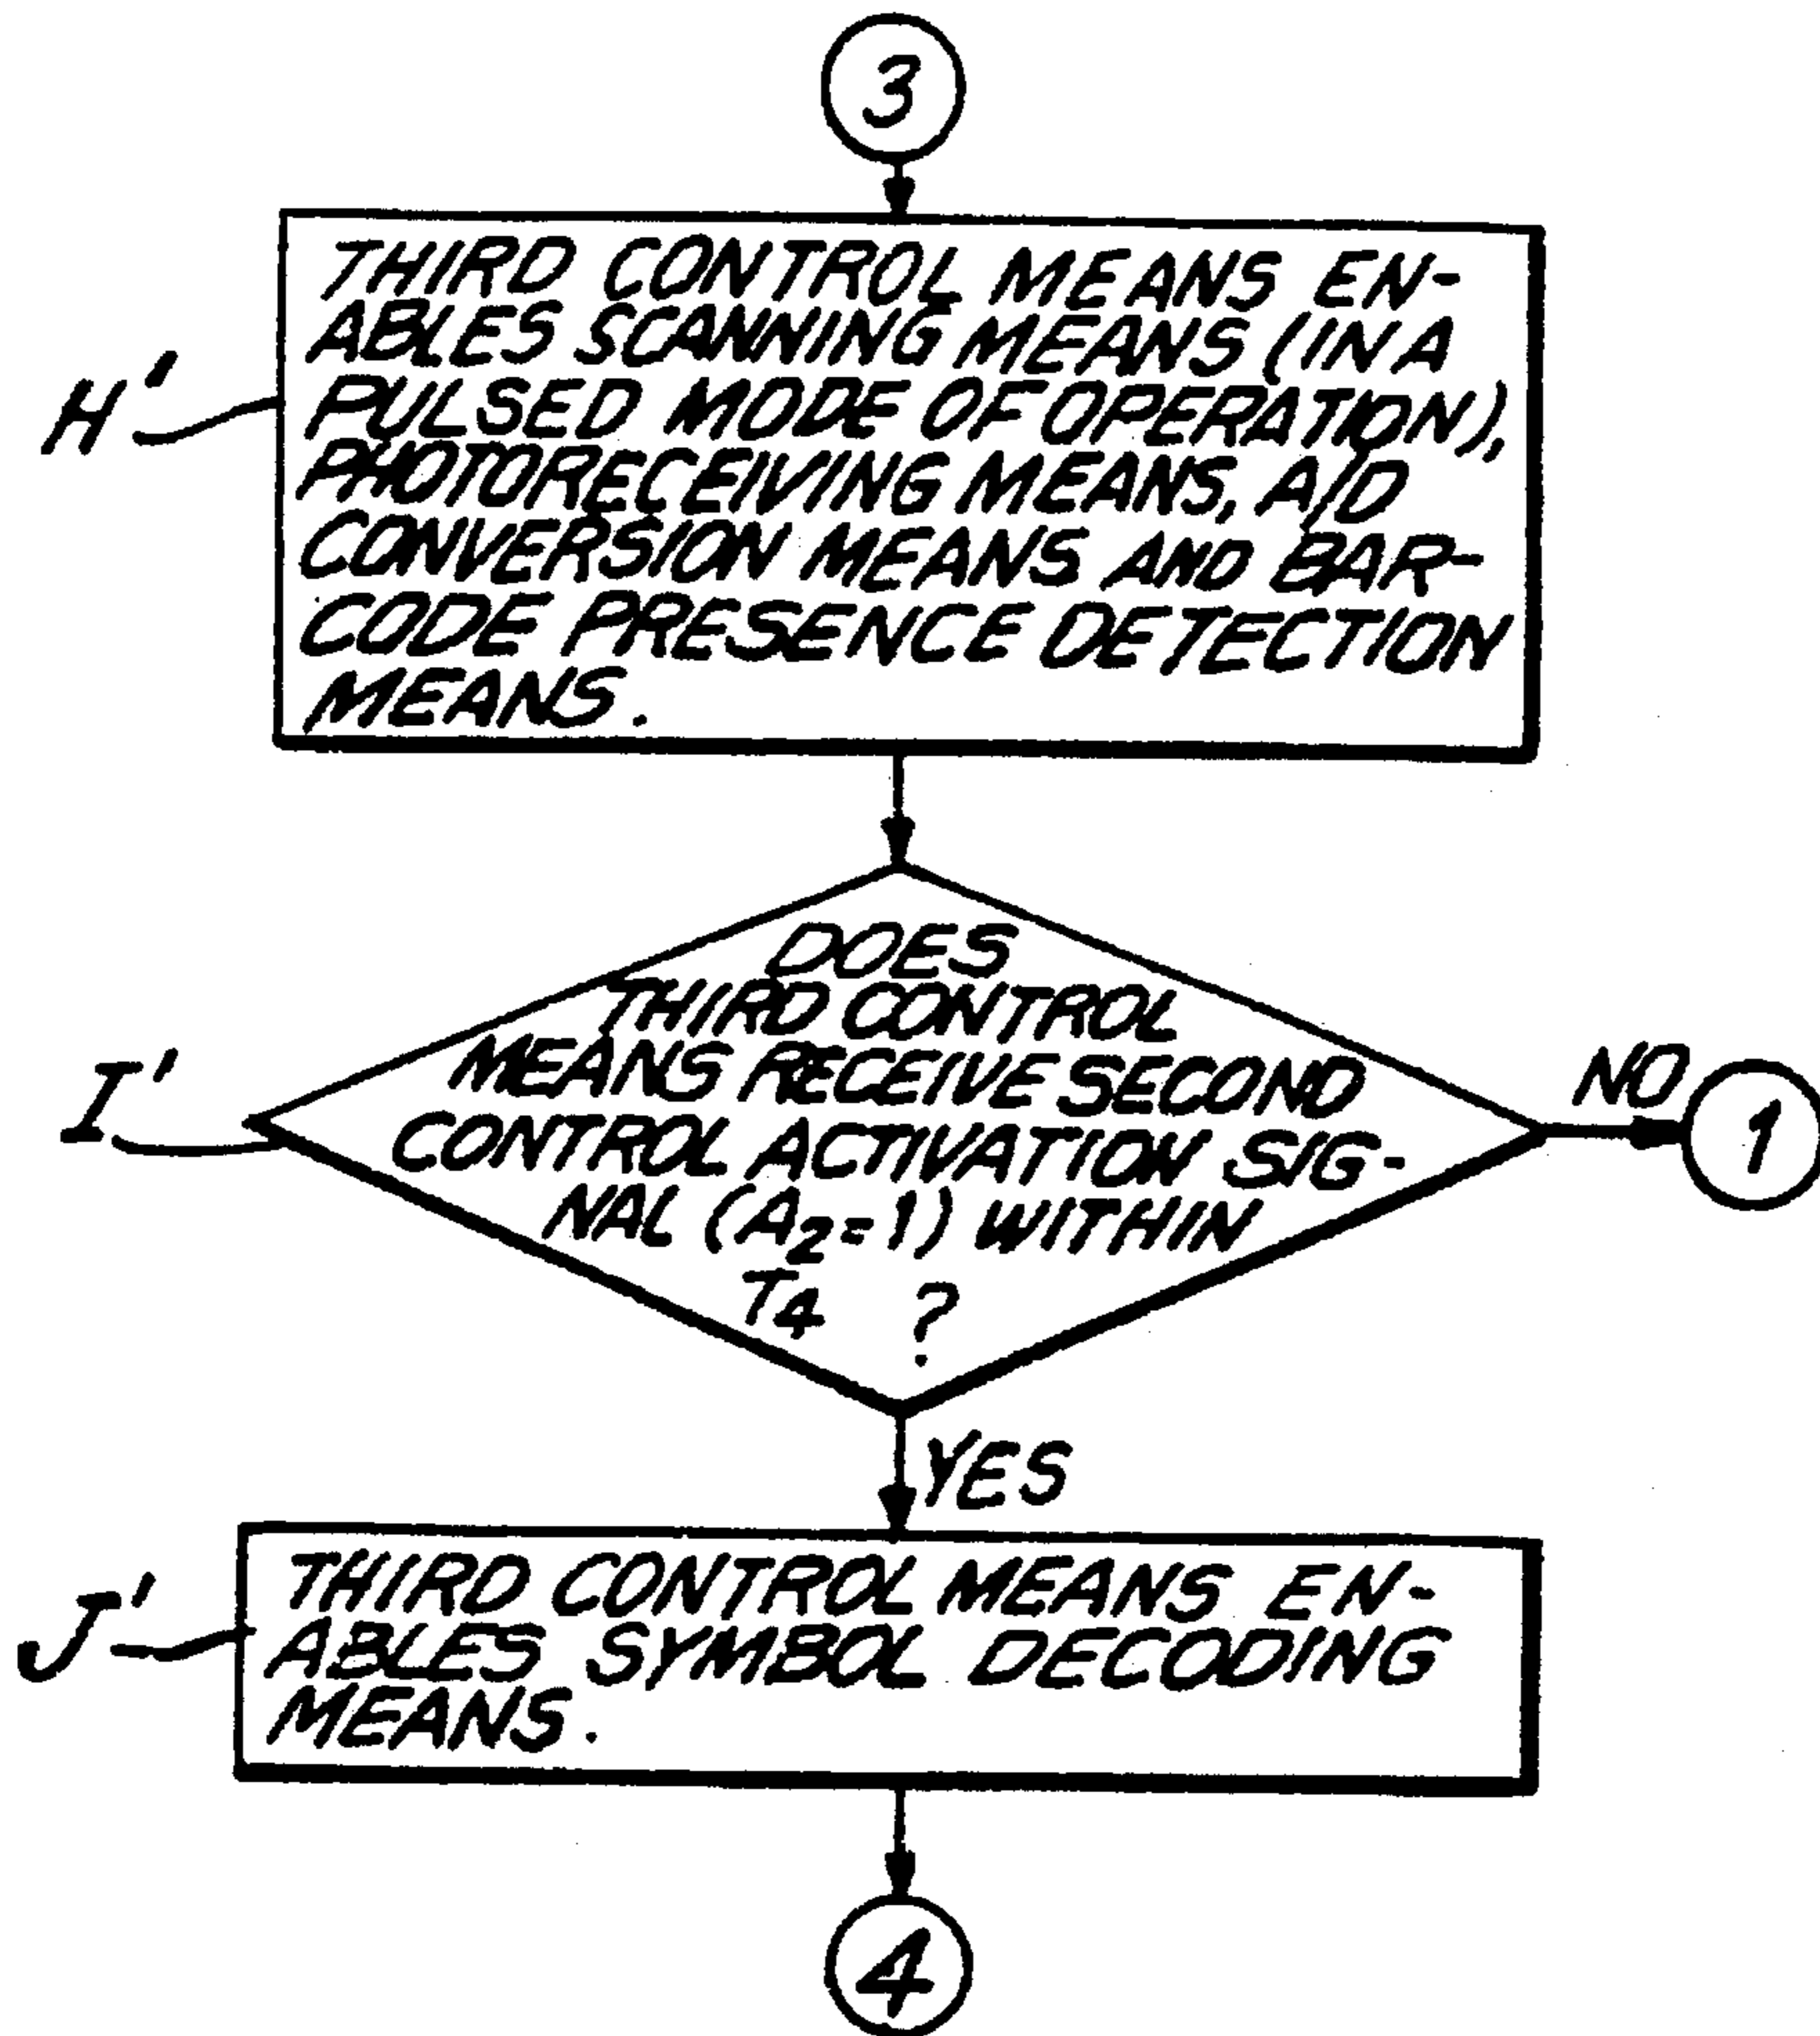 3
THIRD CONTROL MEANS EN-
ABLES SCANNING MEANS (IN A
PULSED MODE OF OPERATION),
PHOTORECEIVING MEANS, A/D
CONVERSION MEANS AND BAR-
CODE PRESENCE DETECTION
MEANS.
H'
DOES
THIRD CONTROL
MEANS RECEIVE SECOND
CONTROL ACTIVATION SIG-
NAL (A2=1) WITHIN
T4 ?
I'
NO
1
YES
THIRD CONTROL MEANS EN-
ABLES SYMBOL DECODING
MEANS.
J'
4